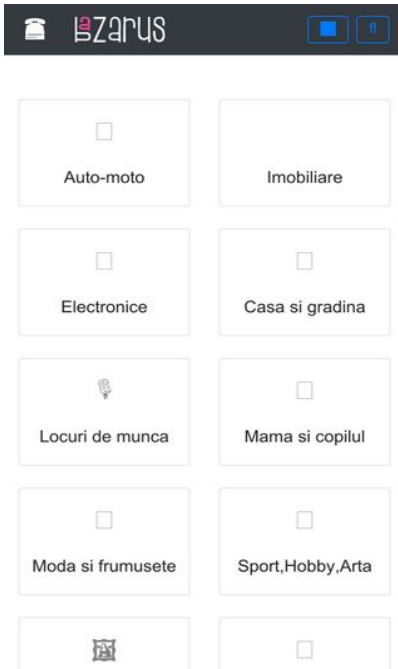 lazarus
Auto-moto
Imobiliare
Electronice
Casa si gradina
Locuri de munca
Mama si copilul
Moda si frumusete
Sport,Hobby,Arta